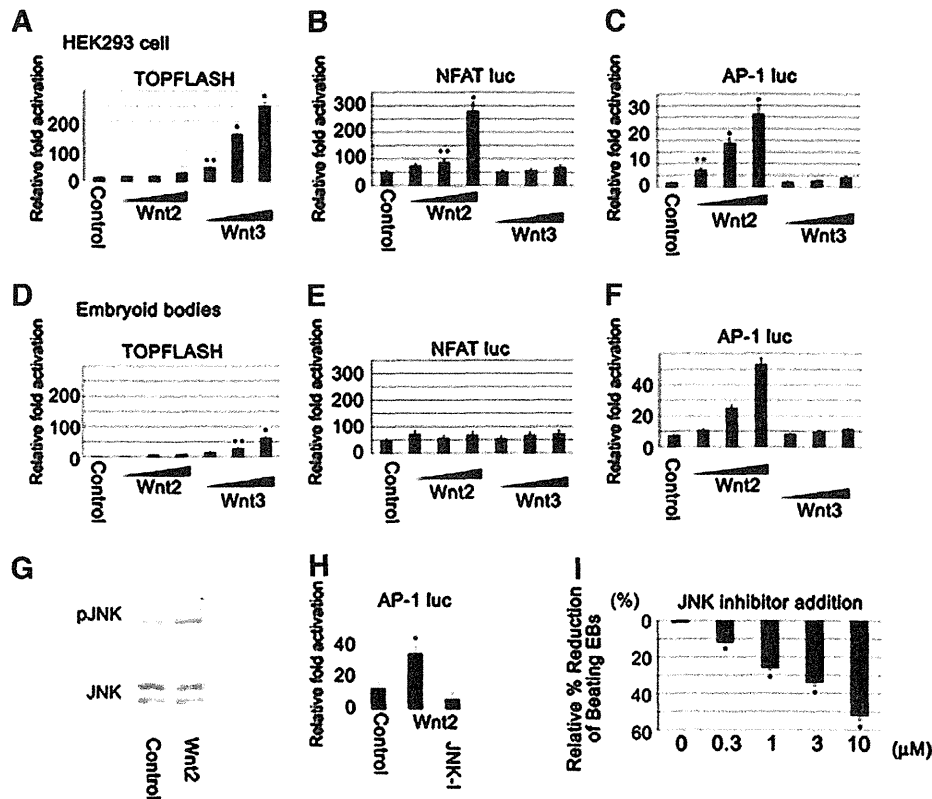 A
HEK293 cell
TOPFLASH
Relative fold activation
200
100
0
Control
Wnt2
Wnt3
B
NFAT luc
Relative fold activation
300
200
100
0
Control
Wnt2
Wnt3
C
AP-1 luc
Relative fold activation
30
20
10
0
Control
Wnt2
Wnt3
D
Embryoid bodies
TOPFLASH
Relative fold activation
200
100
0
Control
Wnt2
Wnt3
E
NFAT luc
Relative fold activation
300
200
100
0
Control
Wnt2
Wnt3
F
AP-1 luc
Relative fold activation
40
20
10
0
Control
Wnt2
Wnt3
G
pJNK
JNK
Control
Wnt2
H
AP-1 luc
Relative fold activation
40
20
0
Control
Wnt2
JNK-I
I
(%)
JNK inhibitor addition
Relative % Reduction
of Beating EBs
0
20
40
60
0 0.3 1 3 10 (μM)